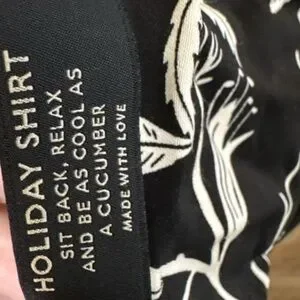 HOLIDAY SHIRT
SIT BACK, RELAX
AND BE AS COOL AS
A CUCUMBER
MADE WITH LOVE